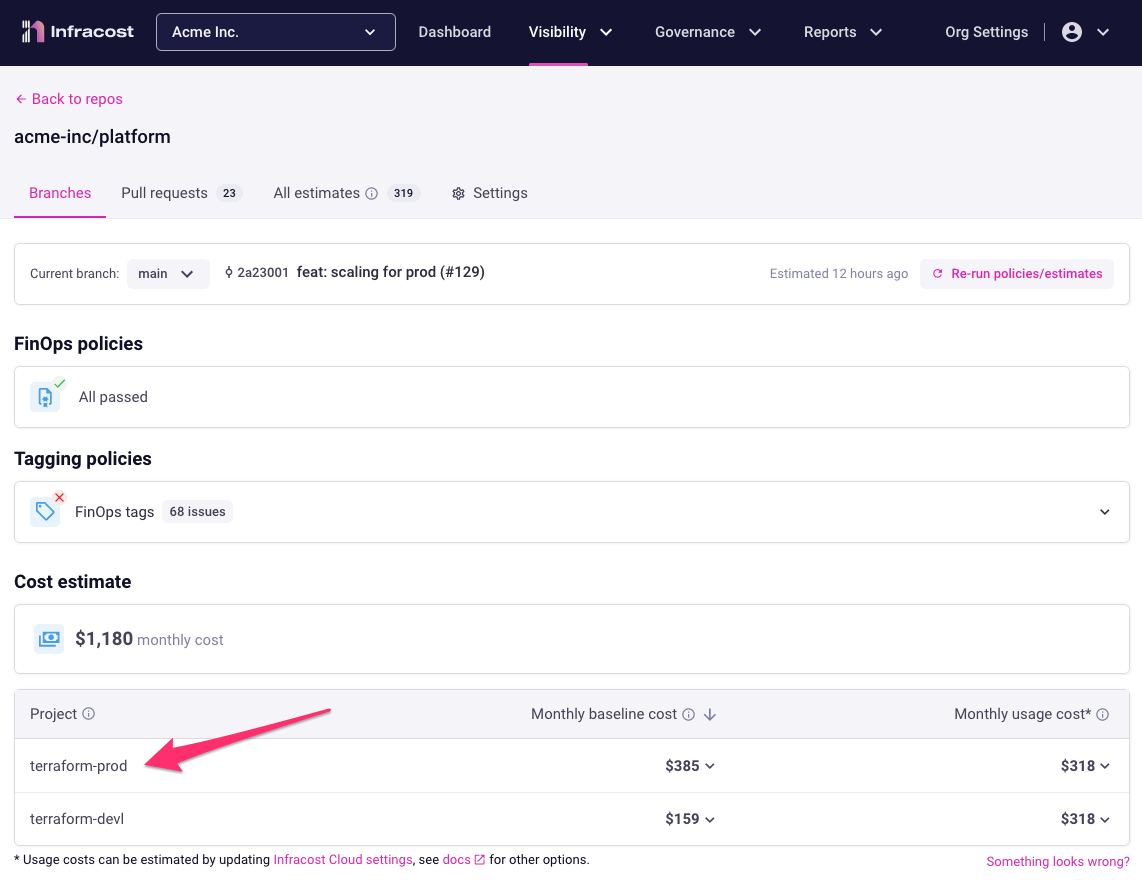 Infracost Acme Inc. Dashboard Visibility Governance Reports Org Settings
← Back to repos
acme-inc/platform
Branches Pull requests 23 All estimates 319 Settings
Current branch: main 2a23001 feat: scaling for prod (#129) Estimated 12 hours ago Re-run policies/estimates
FinOps policies
All passed
Tagging policies
FinOps tags 68 issues
Cost estimate
$1,180 monthly cost
Project Monthly baseline cost ↓ Monthly usage cost*
terraform-prod $385 $318
terraform-devl $159 $318
* Usage costs can be estimated by updating Infracost Cloud settings, see docs for other options.
Something looks wrong?